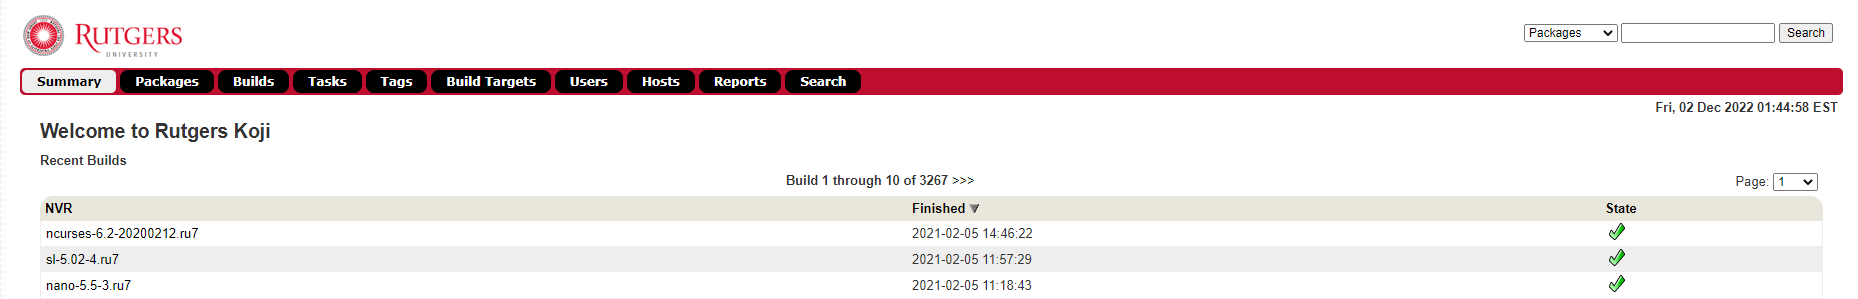 RUTGERS
UNIVERSITY
Packages Search
Summary Packages Builds Tasks Tags Build Targets Users Hosts Reports Search
Fri, 02 Dec 2022 01:44:58 EST
Welcome to Rutgers Koji
Recent Builds
Build 1 through 10 of 3267 >>> Page: 1
NVR Finished State
ncurses-6.2-20200212.ru7 2021-02-05 14:46:22
sl-5.02-4.ru7 2021-02-05 11:57:29
nano-5.5-3.ru7 2021-02-05 11:18:43